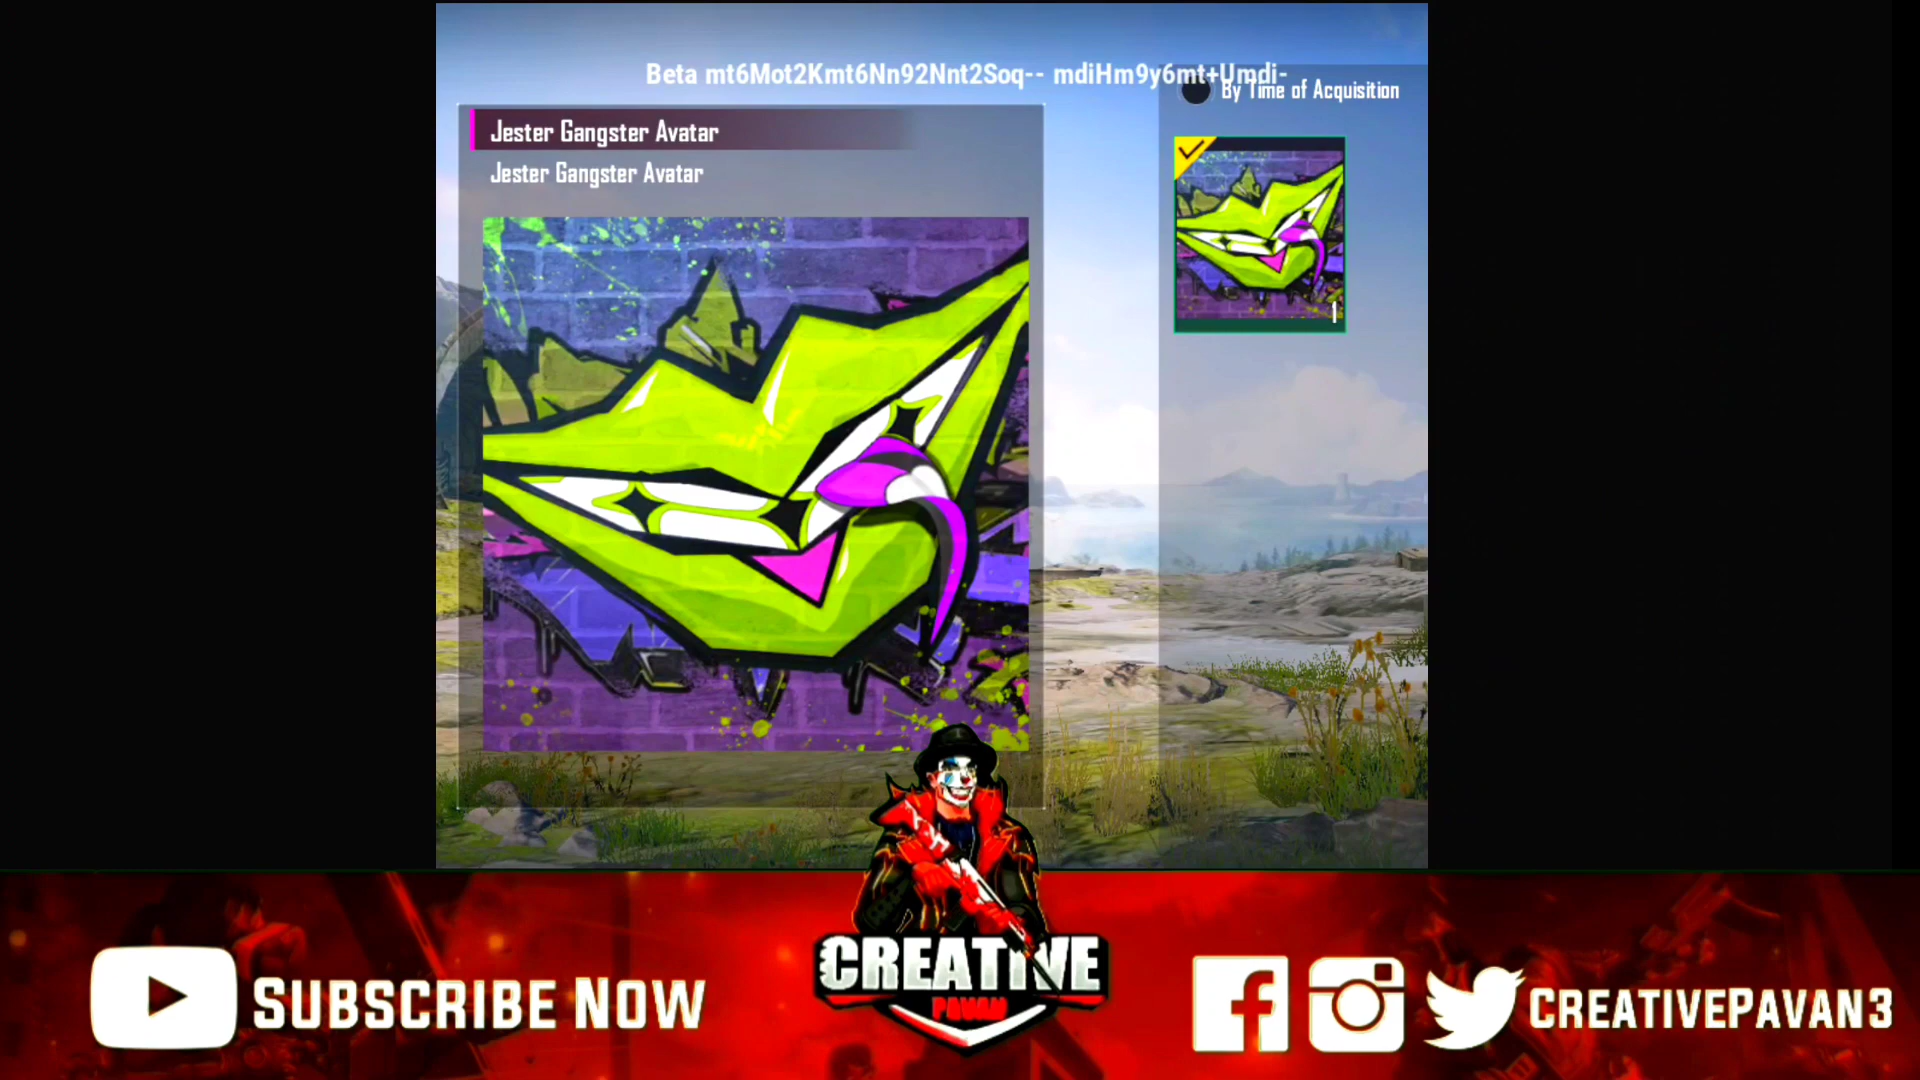 Beta mt6Mot2Kmt6Nn92Nnt2Soq-- mdiHm9y6mt+Umdi-
By Time of Acquisition
Jester Gangster Avatar
Jester Gangster Avatar
1
SUBSCRIBE NOW
CREATIVE
PAVAN
CREATIVEPAVAN3